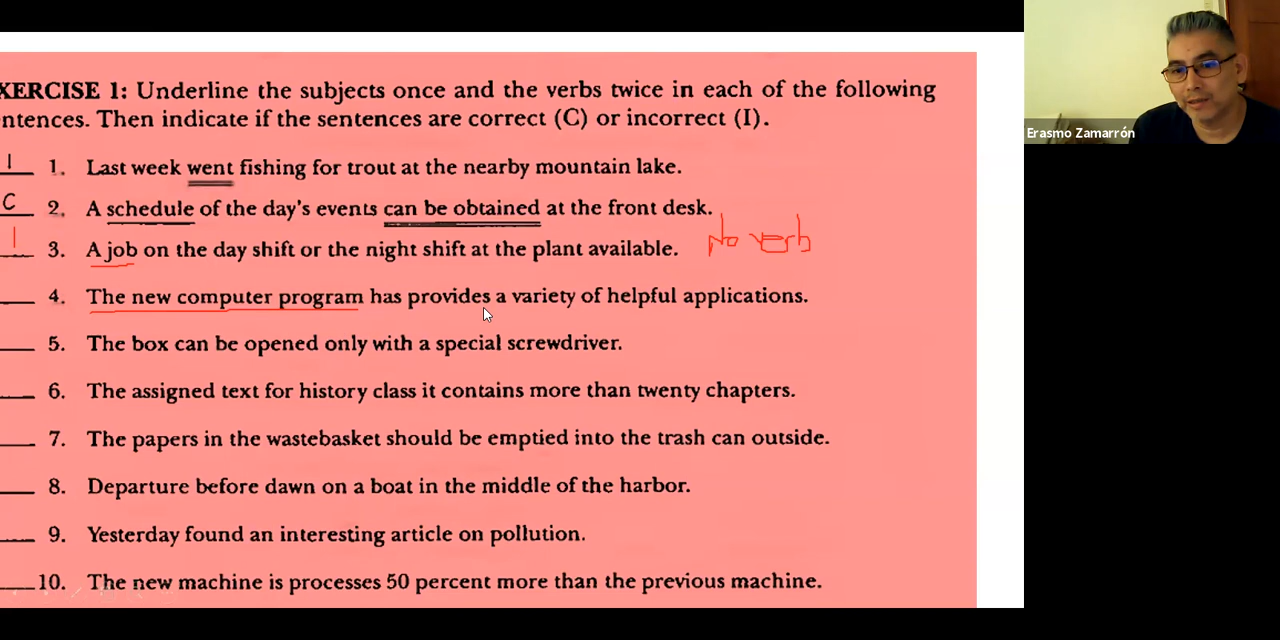 XERCISE 1: Underline the subjects once and the verbs twice in each of the following
ntences. Then indicate if the sentences are correct (C) or incorrect (I).
I 1. Last week went fishing for trout at the nearby mountain lake.
C 2. A schedule of the day's events can be obtained at the front desk.
I 3. A job on the day shift or the night shift at the plant available. No verb
4. The new computer program has provides a variety of helpful applications.
5. The box can be opened only with a special screwdriver.
6. The assigned text for history class it contains more than twenty chapters.
7. The papers in the wastebasket should be emptied into the trash can outside.
8. Departure before dawn on a boat in the middle of the harbor.
9. Yesterday found an interesting article on pollution.
10. The new machine is processes 50 percent more than the previous machine.
Erasmo Zamarrón